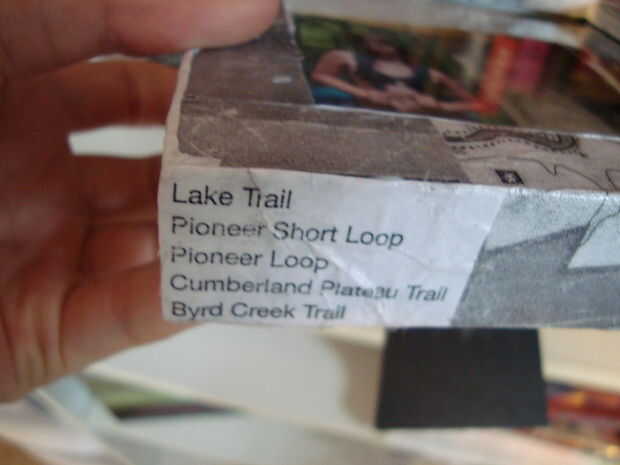 Lake Trail
Pioneer Short Loop
Pioneer Loop
Cumberland Plateau Trail
Byrd Creek Trail